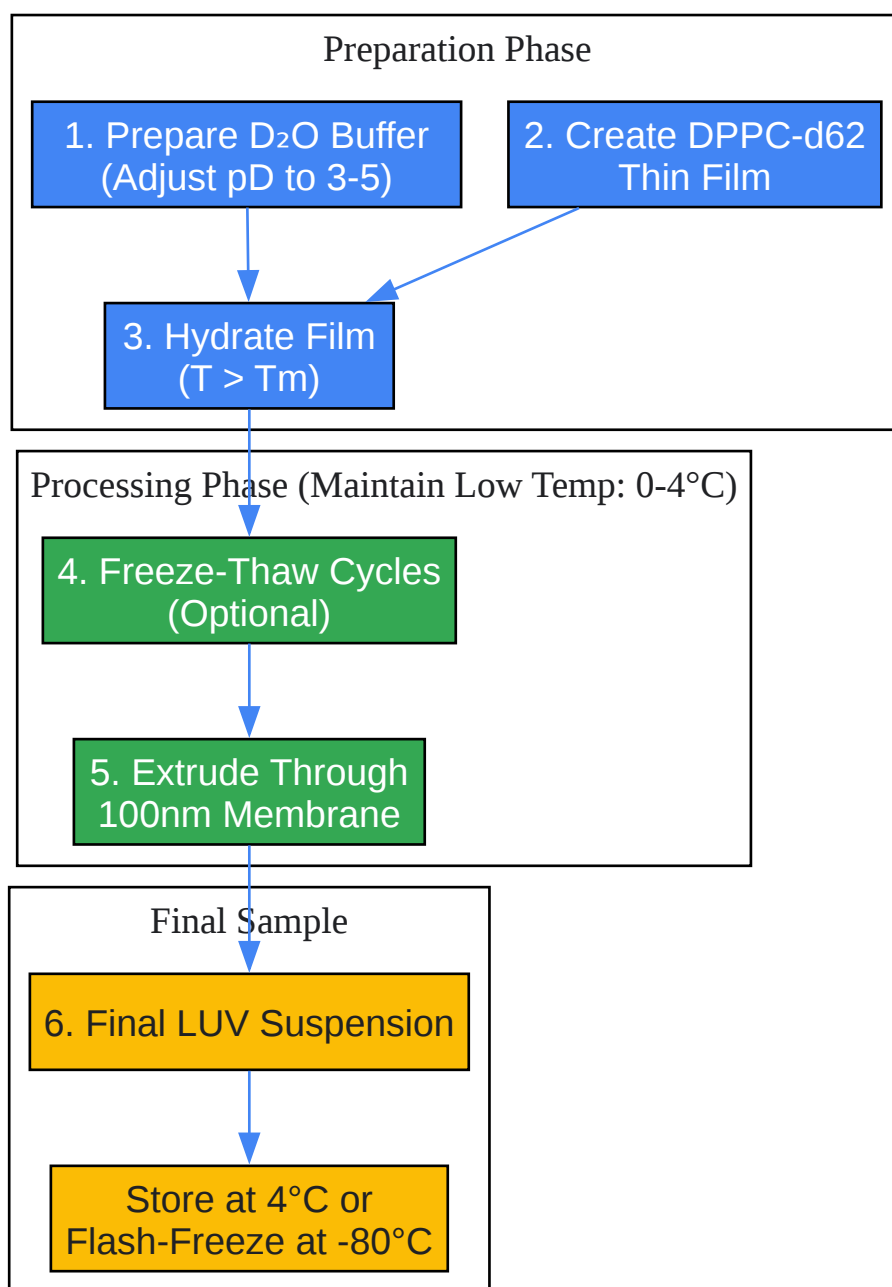 Preparation Phase
1. Prepare D₂O Buffer
(Adjust pD to 3-5)
2. Create DPPC-d62
Thin Film
3. Hydrate Film
(T > Tm)
Processing Phase (Maintain Low Temp: 0-4°C)
4. Freeze-Thaw Cycles
(Optional)
5. Extrude Through
100nm Membrane
Final Sample
6. Final LUV Suspension
Store at 4°C or
Flash-Freeze at -80°C